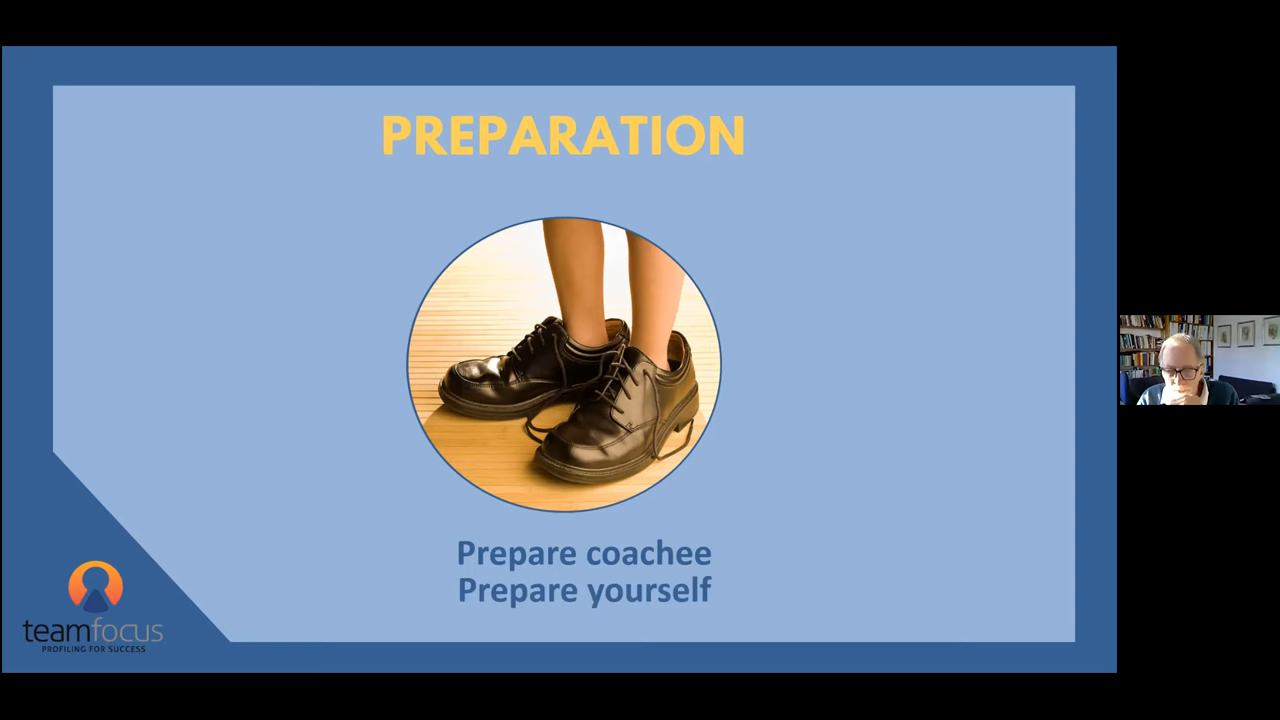 PREPARATION
Prepare coachee
Prepare yourself
teamfocus
PROFILING FOR SUCCESS